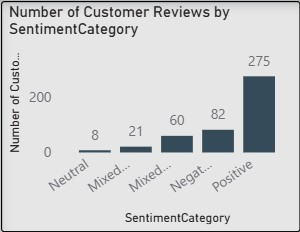 Number of Customer Reviews by
SentimentCategory
Number of Custo...
275
200
82
60
21
8
0
Neutral
Mixed...
Mixed...
Negat...
Positive
SentimentCategory